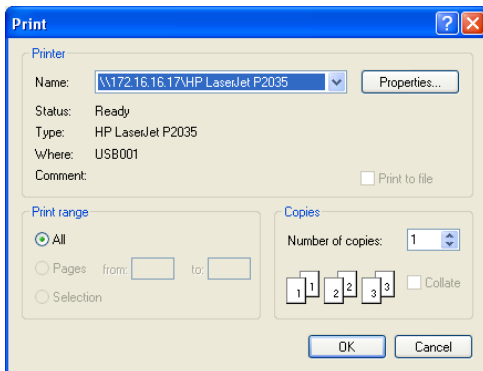 Print
Printer
Name: \\172.16.16.17\HP LaserJet P2035 Properties...
Status: Ready
Type: HP LaserJet P2035
Where: USB001
Comment: Print to file
Print range
All
Pages from: to:
Selection
Copies
Number of copies: 1
1 1 2 2 3 3 Collate
OK Cancel